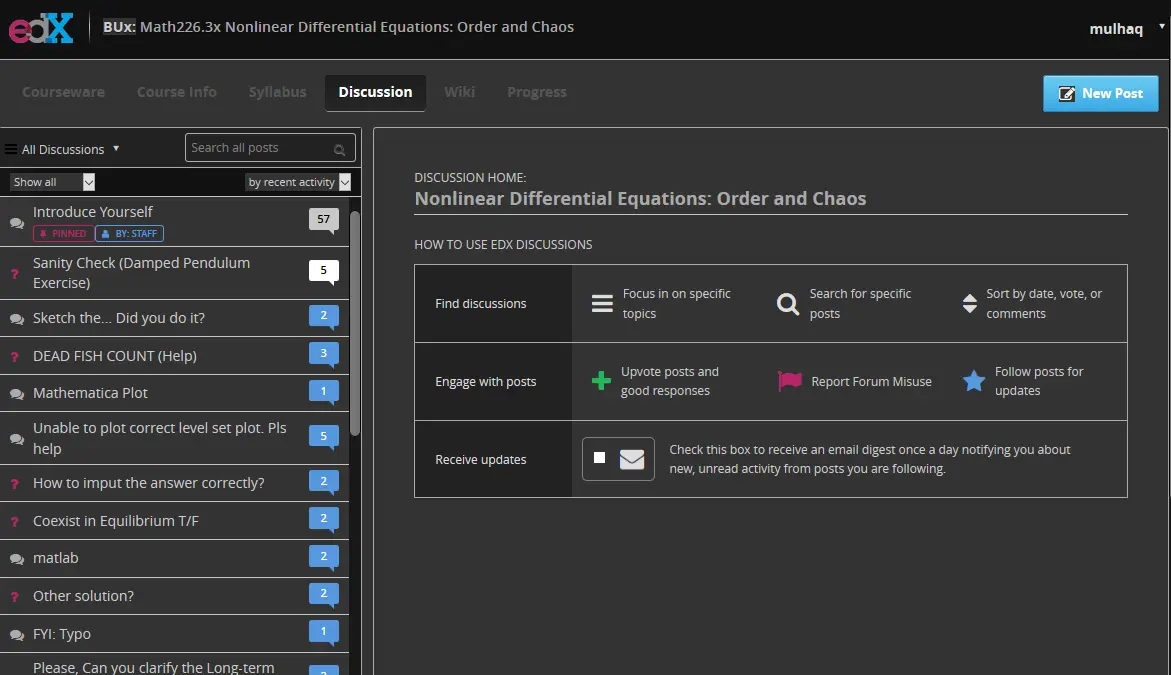 edX
BUx: Math226.3x Nonlinear Differential Equations: Order and Chaos
mulhaq
Courseware
Course Info
Syllabus
Discussion
Wiki
Progress
New Post
All Discussions
Search all posts
Show all
by recent activity
Introduce Yourself
57
PINNED
BY: STAFF
Sanity Check (Damped Pendulum
Exercise)
5
Sketch the... Did you do it?
2
DEAD FISH COUNT (Help)
3
Mathematica Plot
1
Unable to plot correct level set plot. Pls
help
5
How to imput the answer correctly?
2
Coexist in Equilibrium T/F
2
matlab
2
Other solution?
2
FYI: Typo
1
Please, Can you clarify the Long-term
DISCUSSION HOME:
Nonlinear Differential Equations: Order and Chaos
HOW TO USE EDX DISCUSSIONS
Find discussions
Focus in on specific
topics
Search for specific
posts
Sort by date, vote, or
comments
Engage with posts
Upvote posts and
good responses
Report Forum Misuse
Follow posts for
updates
Receive updates
Check this box to receive an email digest once a day notifying you about
new, unread activity from posts you are following.